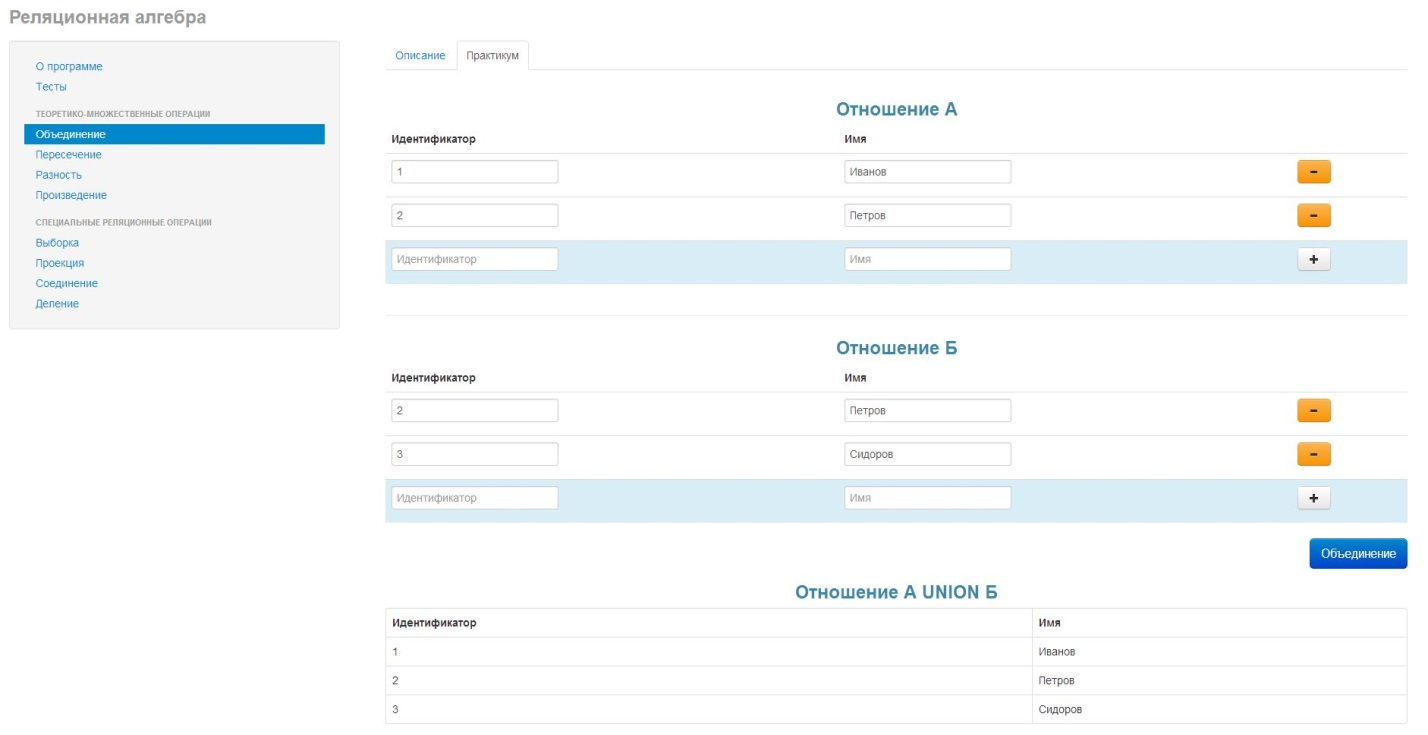 Реляционная алгебра
О программе
Тесты
ТЕОРЕТИКО-МНОЖЕСТВЕННЫЕ ОПЕРАЦИИ
Объединение
Пересечение
Разность
Произведение
СПЕЦИАЛЬНЫЕ РЕЛЯЦИОННЫЕ ОПЕРАЦИИ
Выборка
Проекция
Соединение
Деление
Описание Практикум
Отношение А
Идентификатор Имя
1 Иванов -
2 Петров -
Идентификатор Имя +
Отношение Б
Идентификатор Имя
2 Петров -
3 Сидоров -
Идентификатор Имя +
Объединение
Отношение А UNION Б
Идентификатор Имя
1 Иванов
2 Петров
3 Сидоров